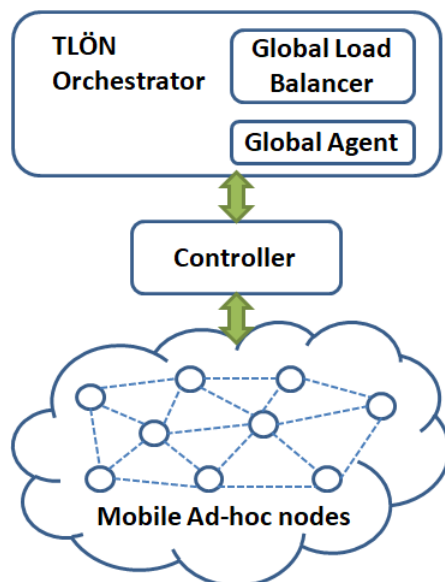 TLÖN
Orchestrator
Global Load
Balancer
Global Agent
Controller
Mobile Ad-hoc nodes